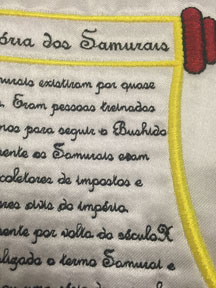 ória dos Samurais
murais existiram por quase
s. Eram pessoas treinadas
nos para seguir o Bushido
mente os Samurais eram
coletores de impostos e
res civis do império.
mente por volta do século X
ligado o termo Samurai e